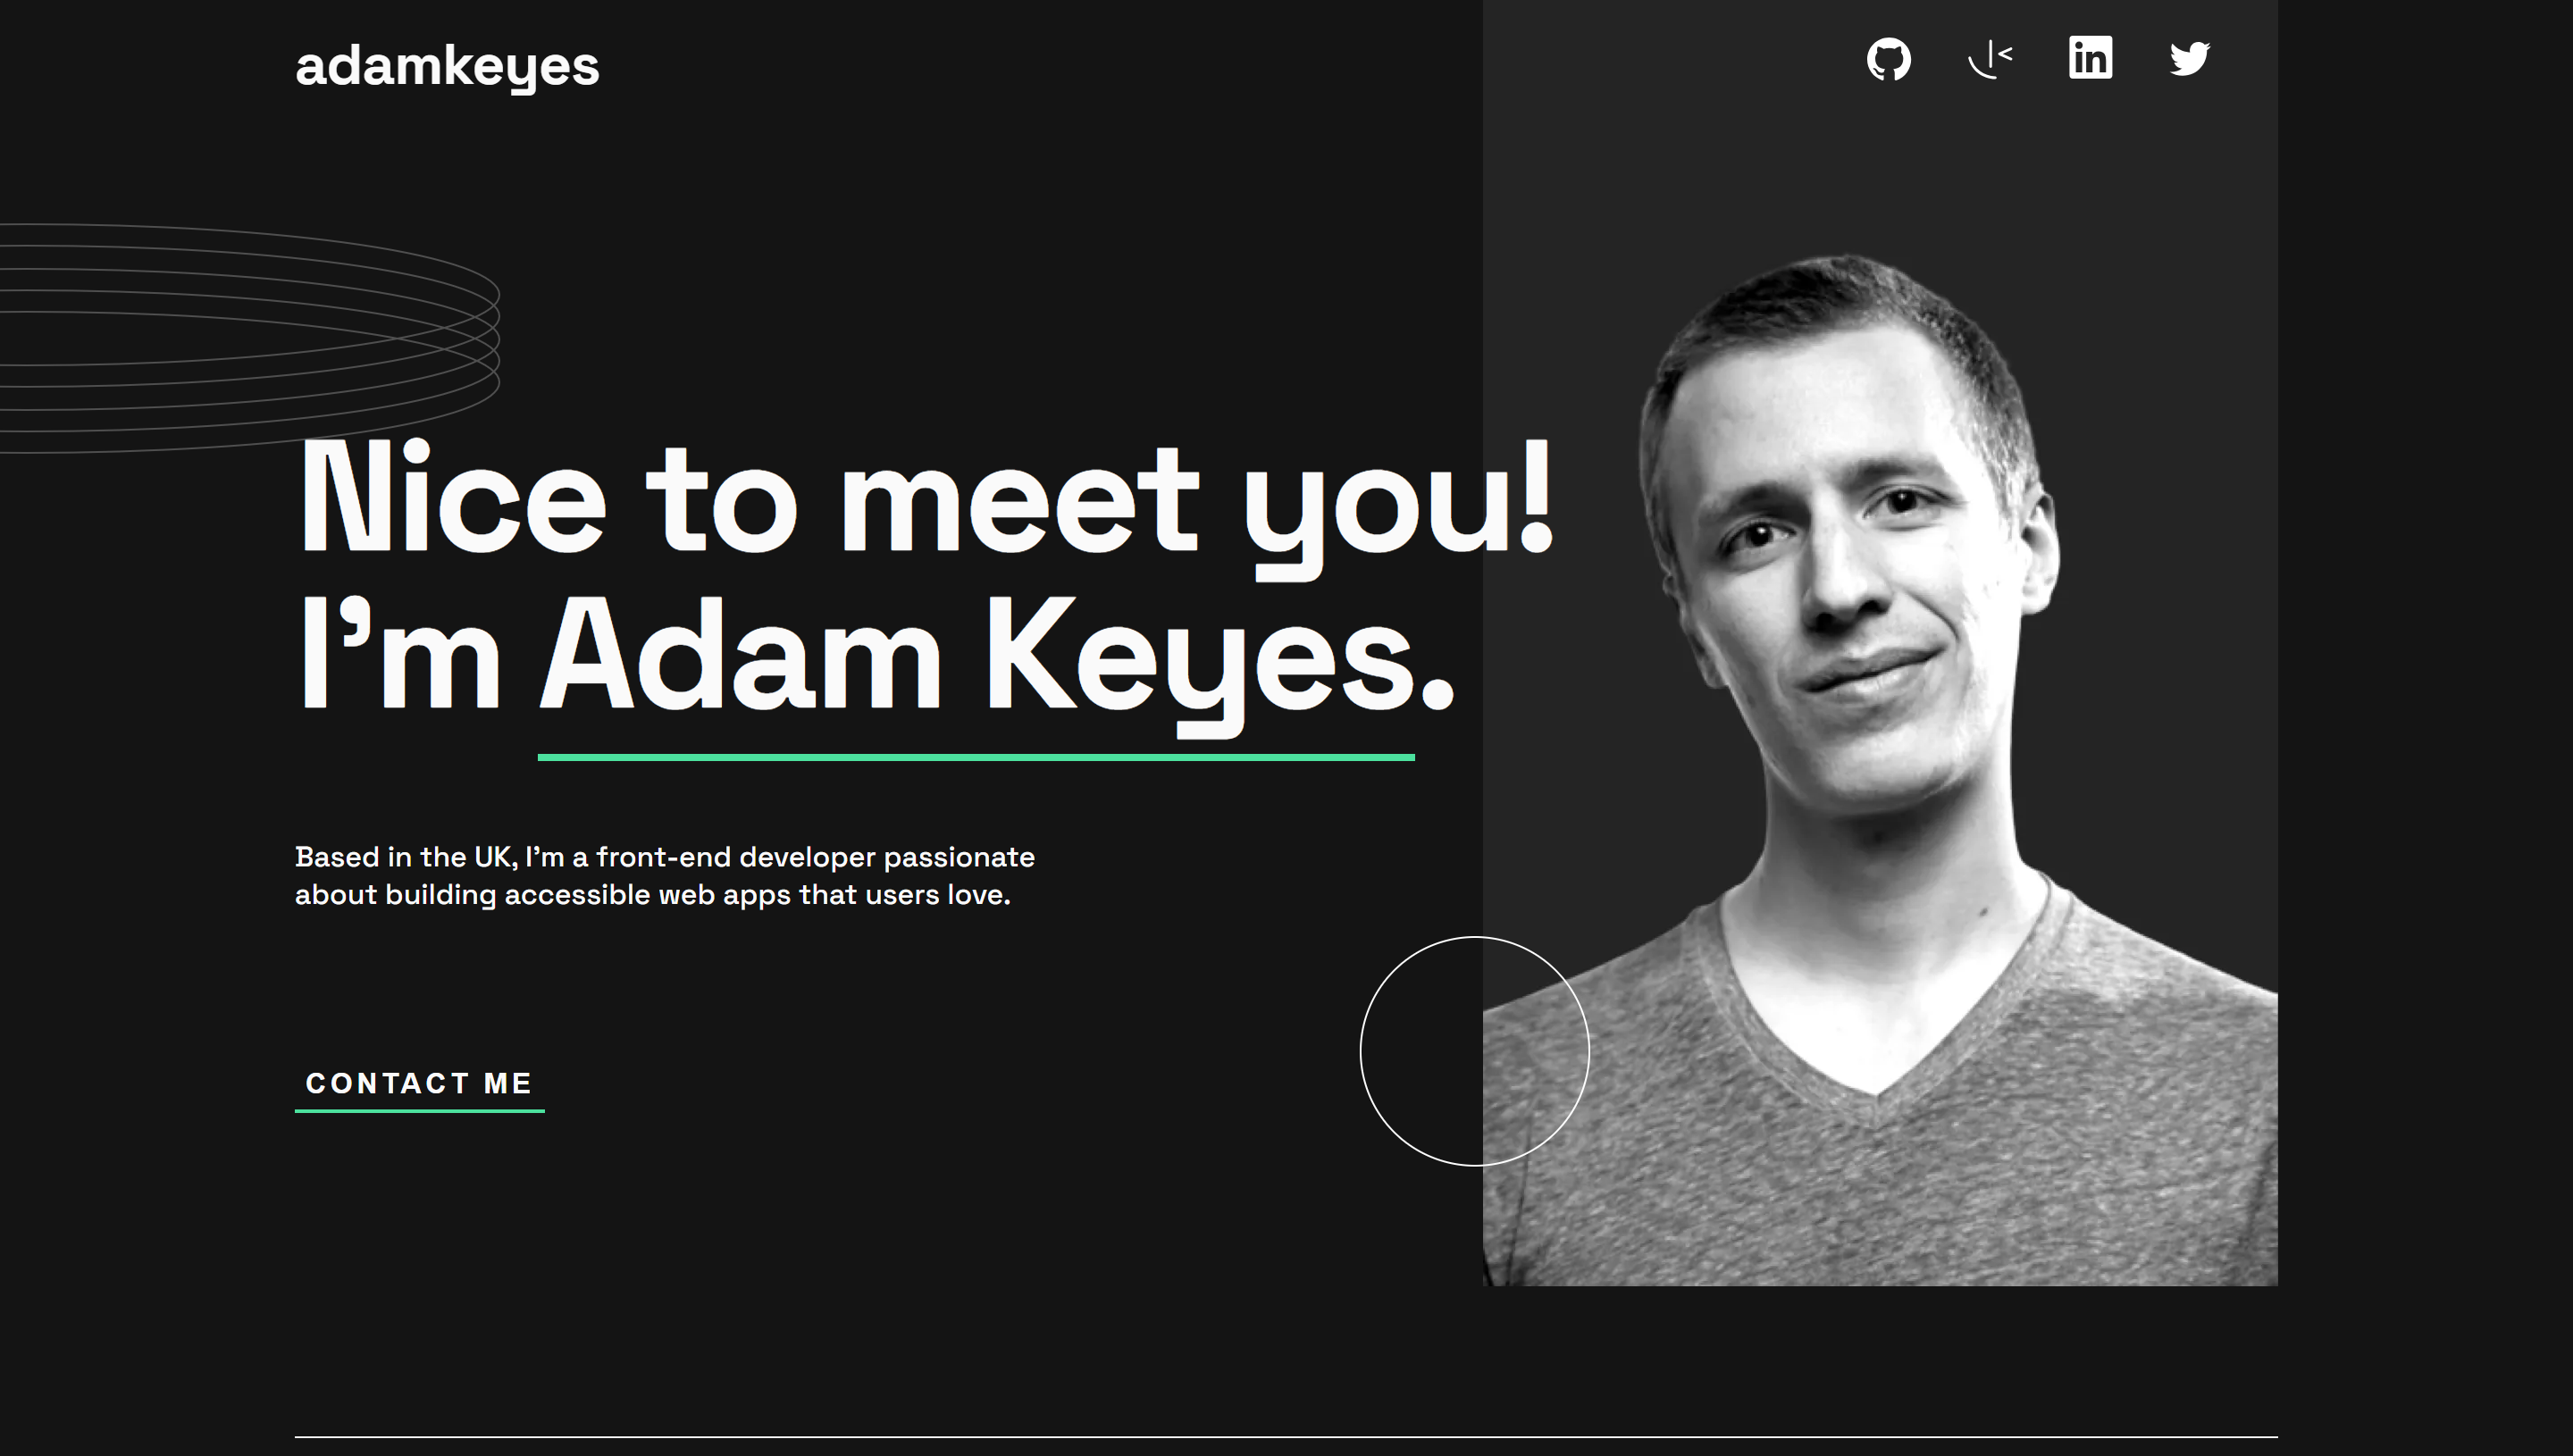 adamkeyes
Nice to meet you!
I’m Adam Keyes.
Based in the UK, I’m a front-end developer passionate
about building accessible web apps that users love.
CONTACT ME